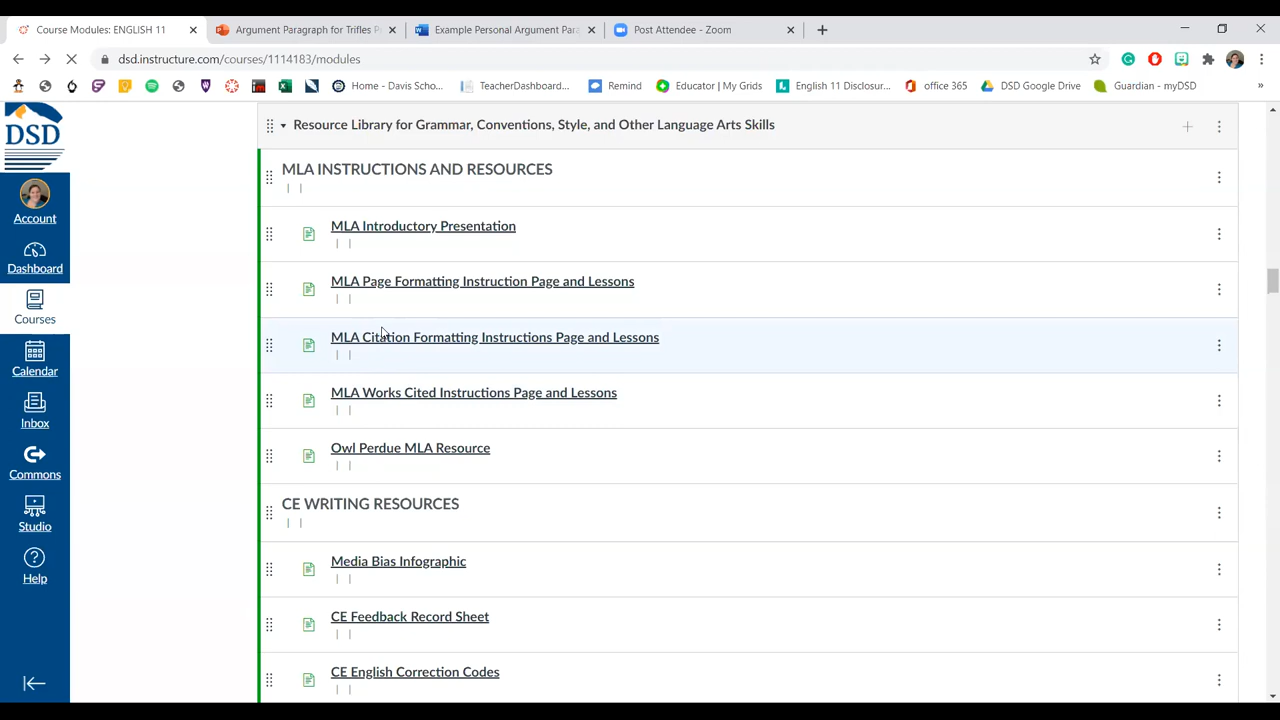 Course Modules: ENGLISH 11
Argument Paragraph for Trifles P
Example Personal Argument Para
Post Attendee - Zoom
dsd.instructure.com/courses/1114183/modules
Home - Davis Scho...
TeacherDashboard...
Remind
Educator | My Grids
English 11 Disclosur...
office 365
DSD Google Drive
Guardian - myDSD
DSD
Account
Dashboard
Courses
Calendar
Inbox
Commons
Studio
Help
Resource Library for Grammar, Conventions, Style, and Other Language Arts Skills
MLA INSTRUCTIONS AND RESOURCES
MLA Introductory Presentation
MLA Page Formatting Instruction Page and Lessons
MLA Citation Formatting Instructions Page and Lessons
MLA Works Cited Instructions Page and Lessons
Owl Perdue MLA Resource
CE WRITING RESOURCES
Media Bias Infographic
CE Feedback Record Sheet
CE English Correction Codes